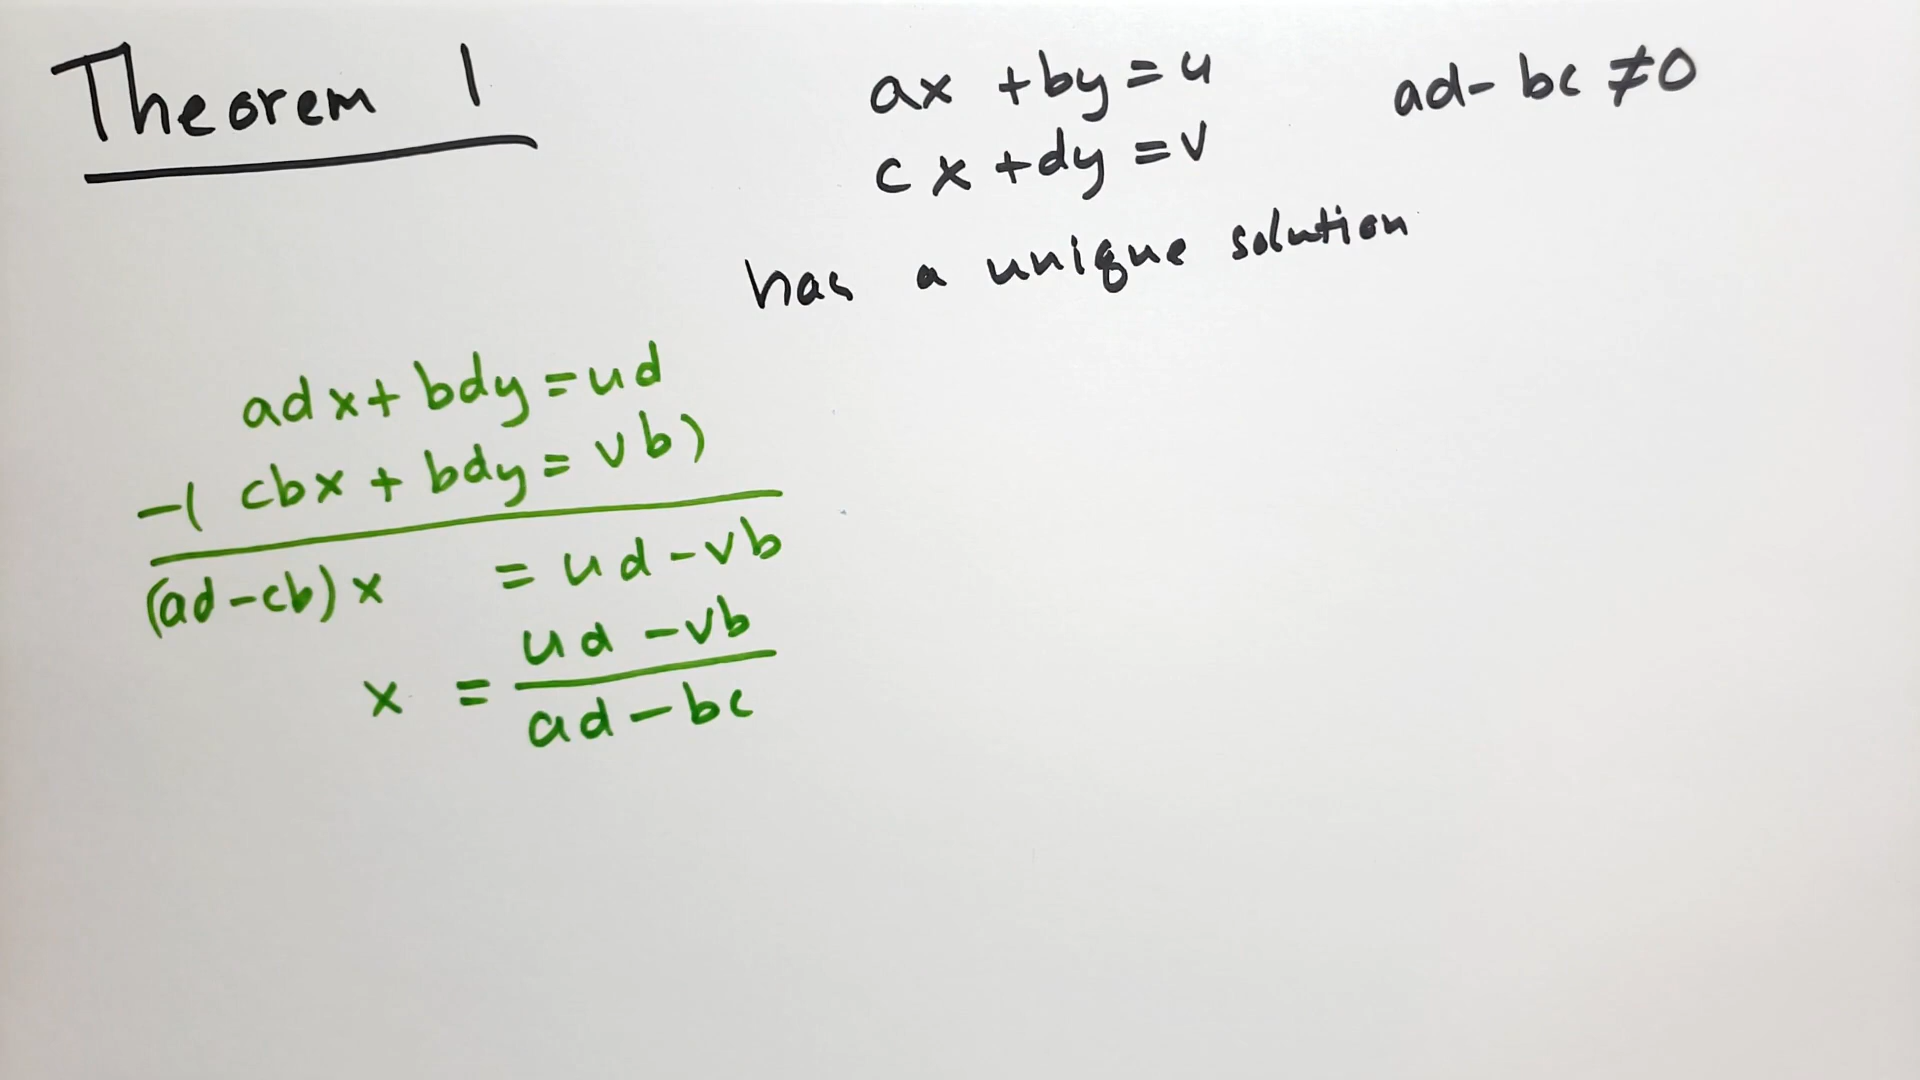 Theorem 1
ax + by = u    ad - bc ≠ 0
cx + dy = v
has a unique solution
adx + bdy = ud
-( cbx + bdy = vb)
(ad - cb) x = ud - vb
x = \frac{ud - vb}{ad - bc}